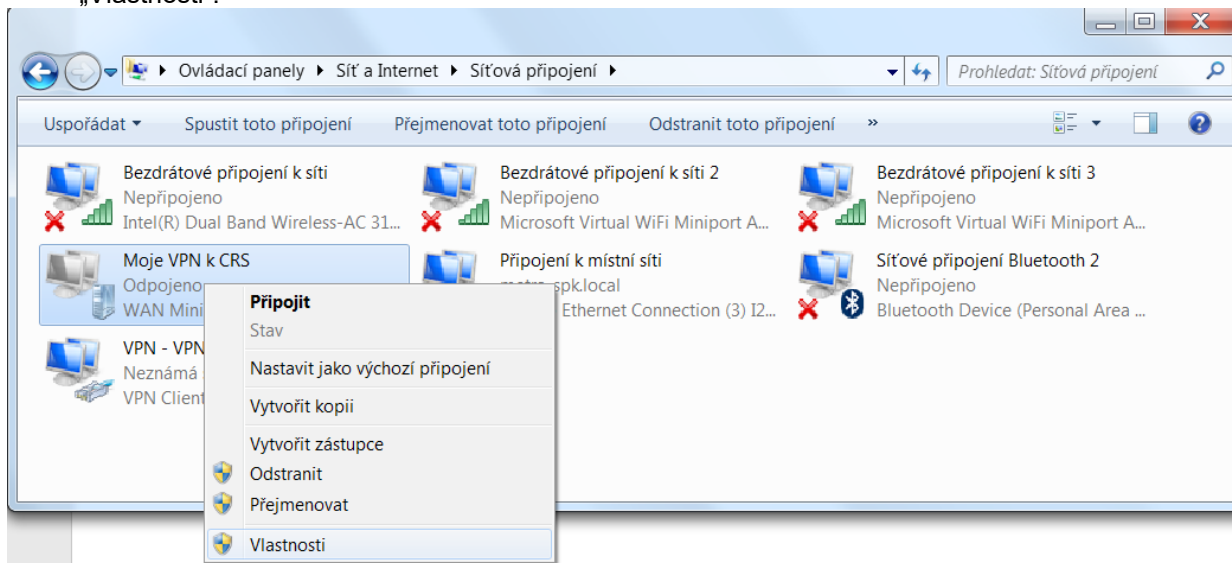 „Vlastnosti“.
Ovládací panely ▸ Síť a Internet ▸ Síťová připojení ▸
Prohledat: Síťová připojení
Uspořádat Spustit toto připojení Přejmenovat toto připojení Odstranit toto připojení »
Bezdrátové připojení k síti
Nepřipojeno
Intel(R) Dual Band Wireless-AC 31...
Bezdrátové připojení k síti 2
Nepřipojeno
Microsoft Virtual WiFi Miniport A...
Bezdrátové připojení k síti 3
Nepřipojeno
Microsoft Virtual WiFi Miniport A...
Moje VPN k CRS
Odpojeno
WAN Mini
Připojení k místní síti
spk.local
Ethernet Connection (3) I2...
Síťové připojení Bluetooth 2
Nepřipojeno
Bluetooth Device (Personal Area ...
VPN - VPN
Neznámá
VPN Client
Připojit
Stav
Nastavit jako výchozí připojení
Vytvořit kopii
Vytvořit zástupce
Odstranit
Přejmenovat
Vlastnosti